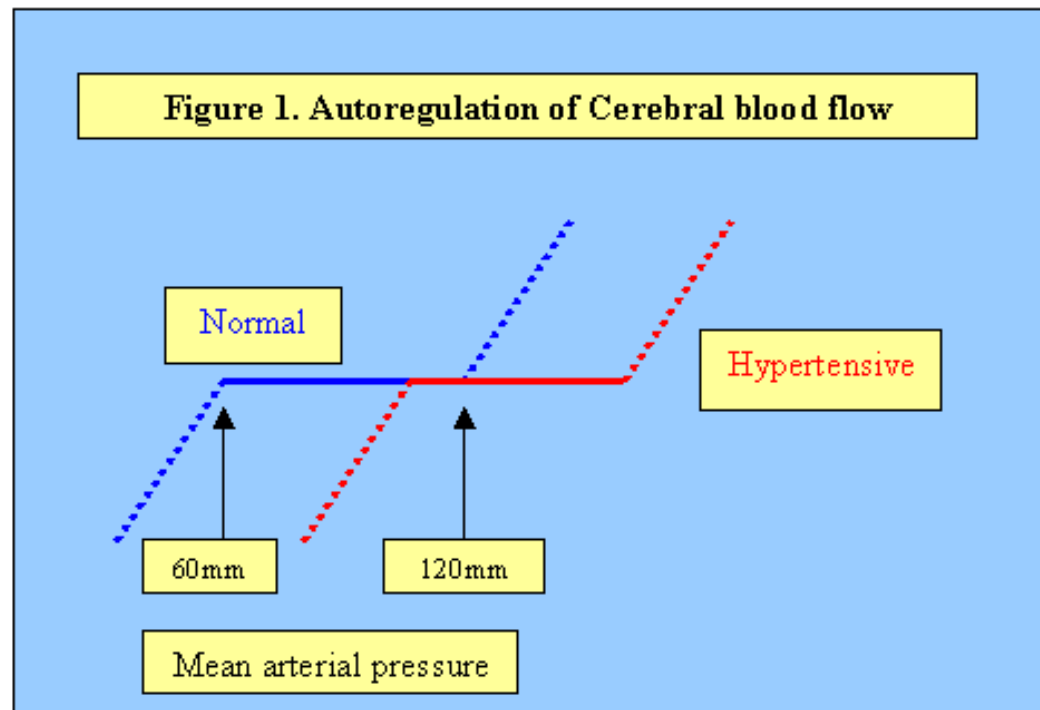 Figure 1. Autoregulation of Cerebral blood flow
Normal
Hypertensive
60mm
120mm
Mean arterial pressure